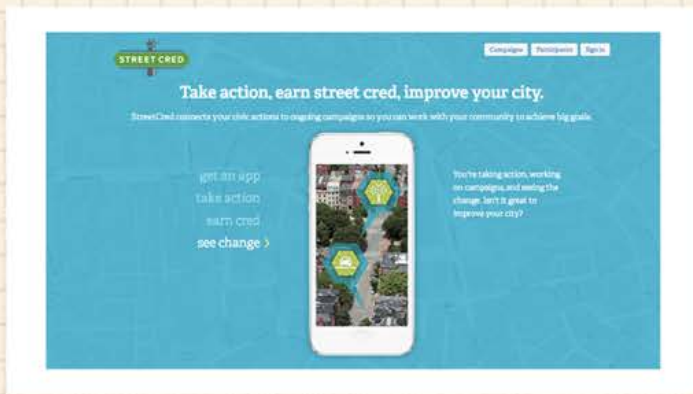 STREET CRED
Campaigns Participants Sign in
Take action, earn street cred, improve your city.
StreetCred connects your civic actions to ongoing campaigns so you can work with your community to achieve big goals.
get an app
take action
earn cred
see change >
You're taking action, working
on campaigns, and seeing the
change. Isn't it great to
improve your city?